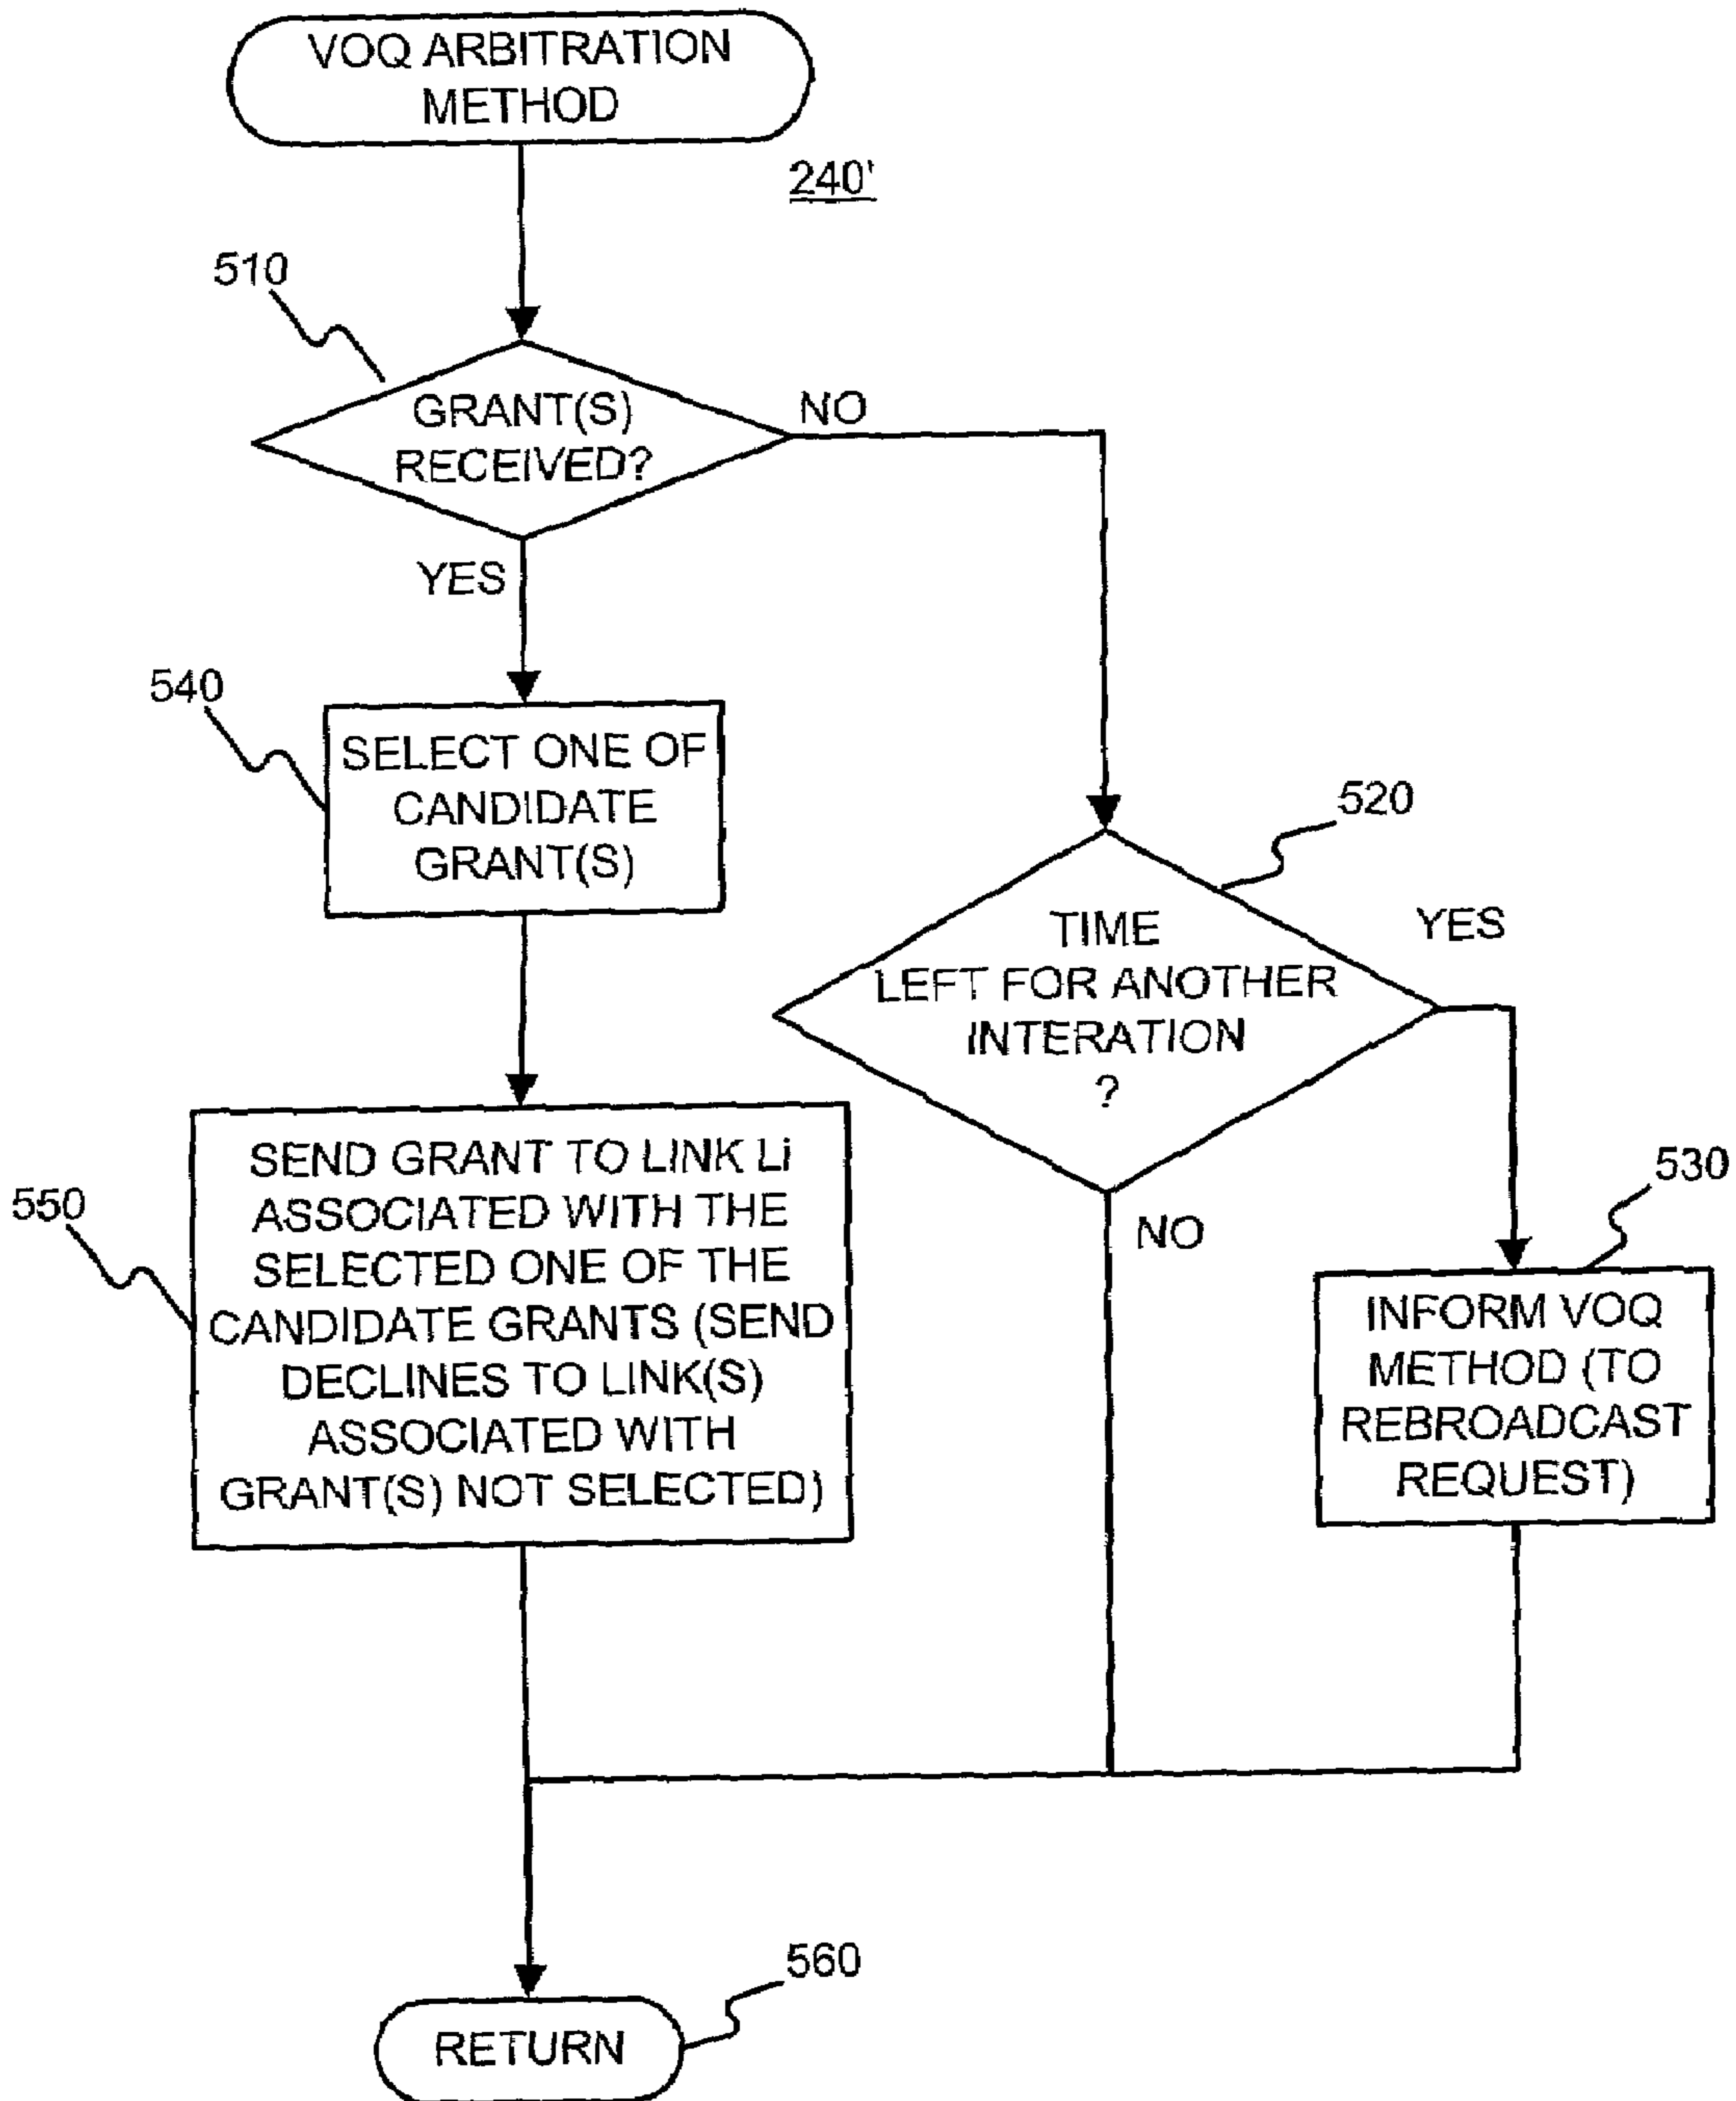 VOQ ARBITRATION
METHOD
240'
510
GRANT(S)
RECEIVED?
NO
YES
540
SELECT ONE OF
CANDIDATE
GRANT(S)
520
TIME
LEFT FOR ANOTHER
INTERATION
?
YES
NO
530
INFORM VOQ
METHOD (TO
REBROADCAST
REQUEST)
550
SEND GRANT TO LINK Li
ASSOCIATED WITH THE
SELECTED ONE OF THE
CANDIDATE GRANTS (SEND
DECLINES TO LINK(S)
ASSOCIATED WITH
GRANT(S) NOT SELECTED)
560
RETURN